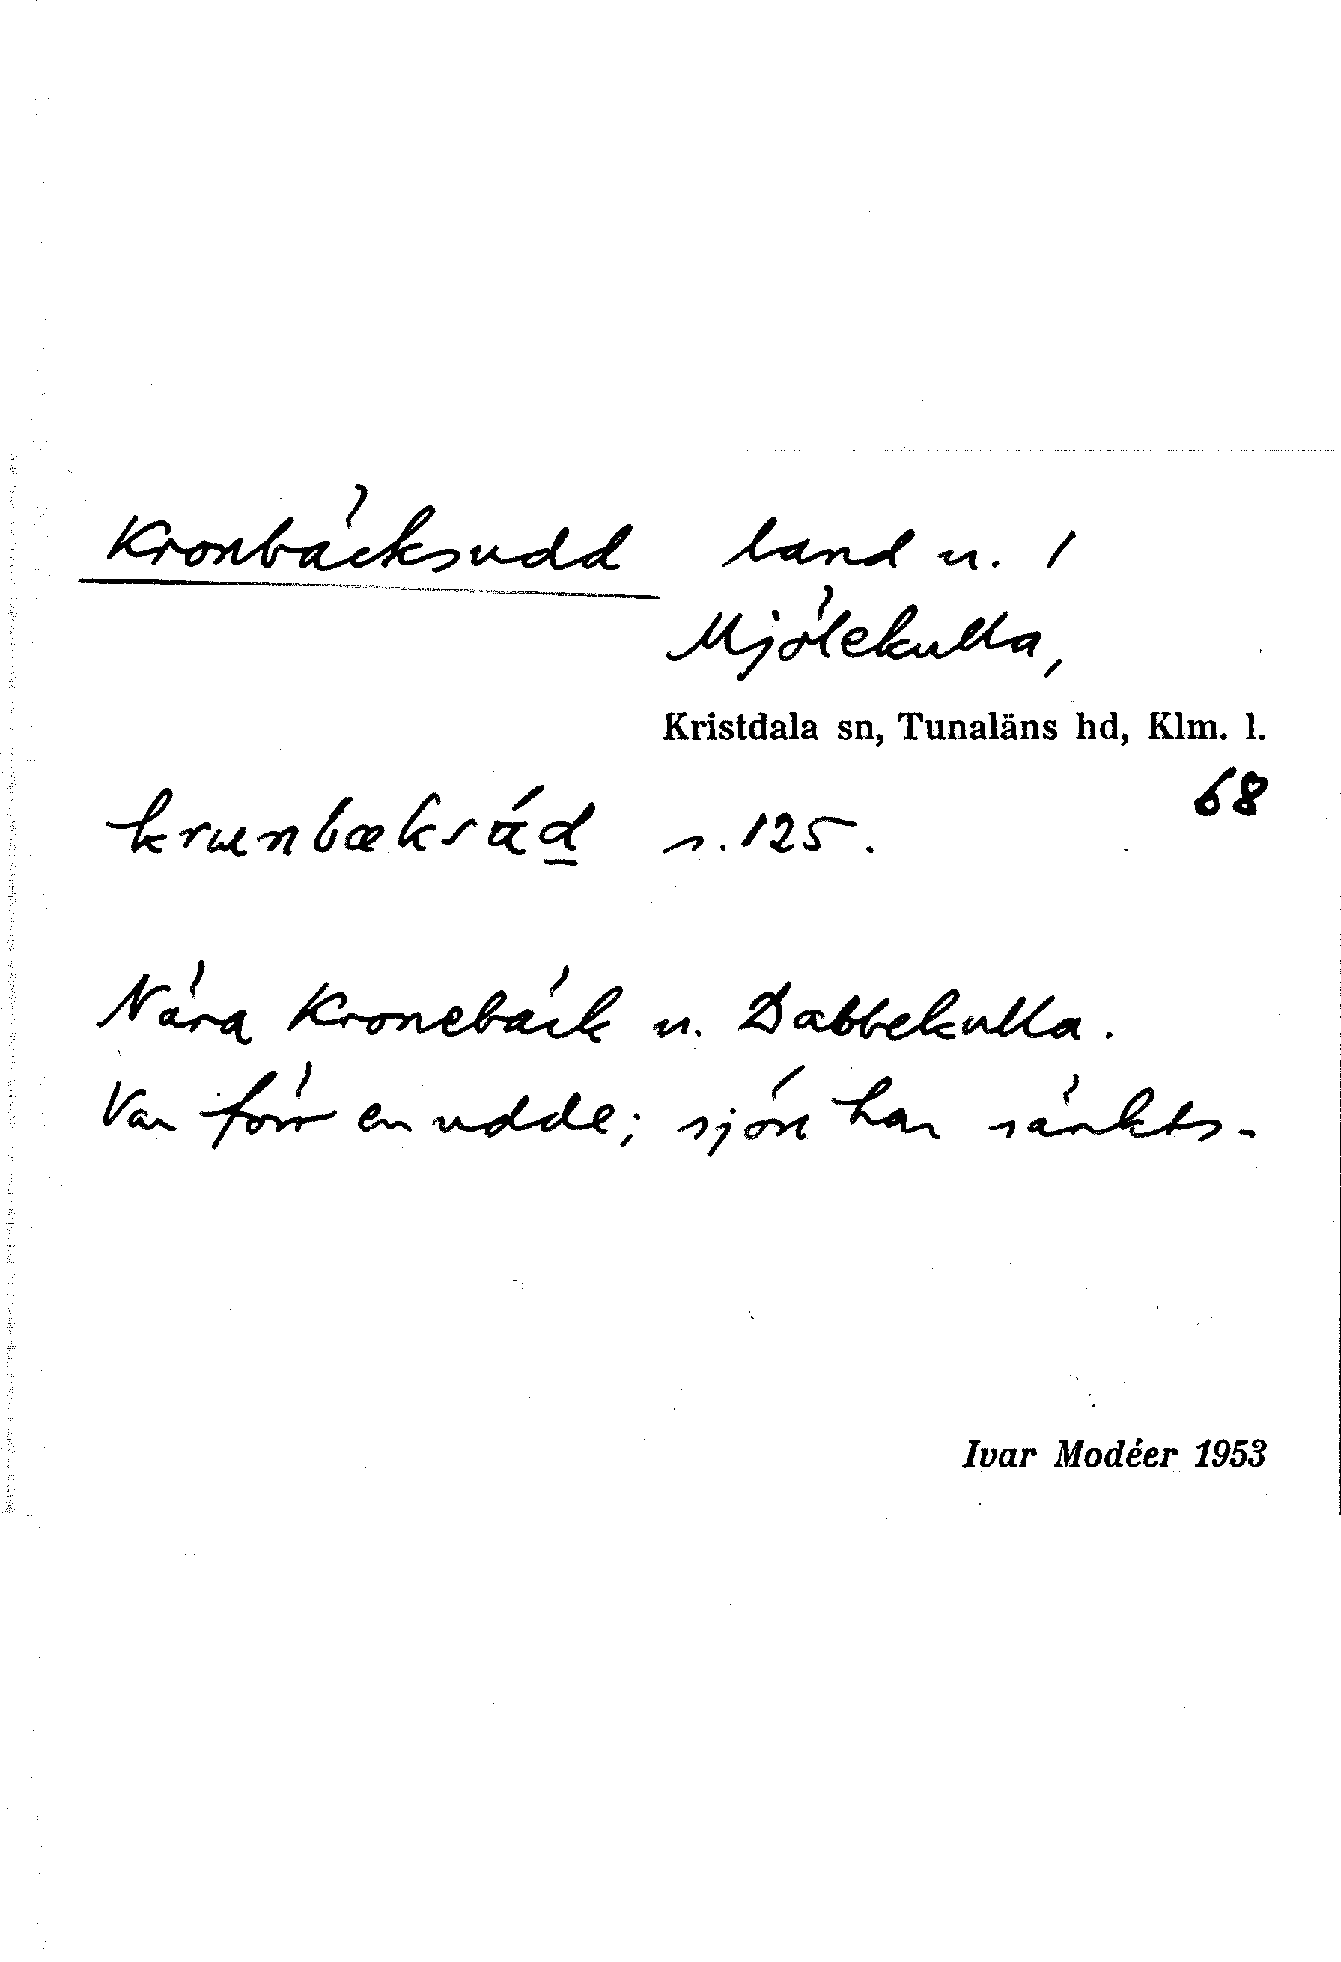 Kronbäcksudd land u. 1
Mjölekulla,
Kristdala sn, Tunaläns hd, Klm. l.
68
s. 125.
Nära Kronebäck u. Dabbekulla.
Var förr en udde; sjön har sänkts.
Ivar Modéer 1953